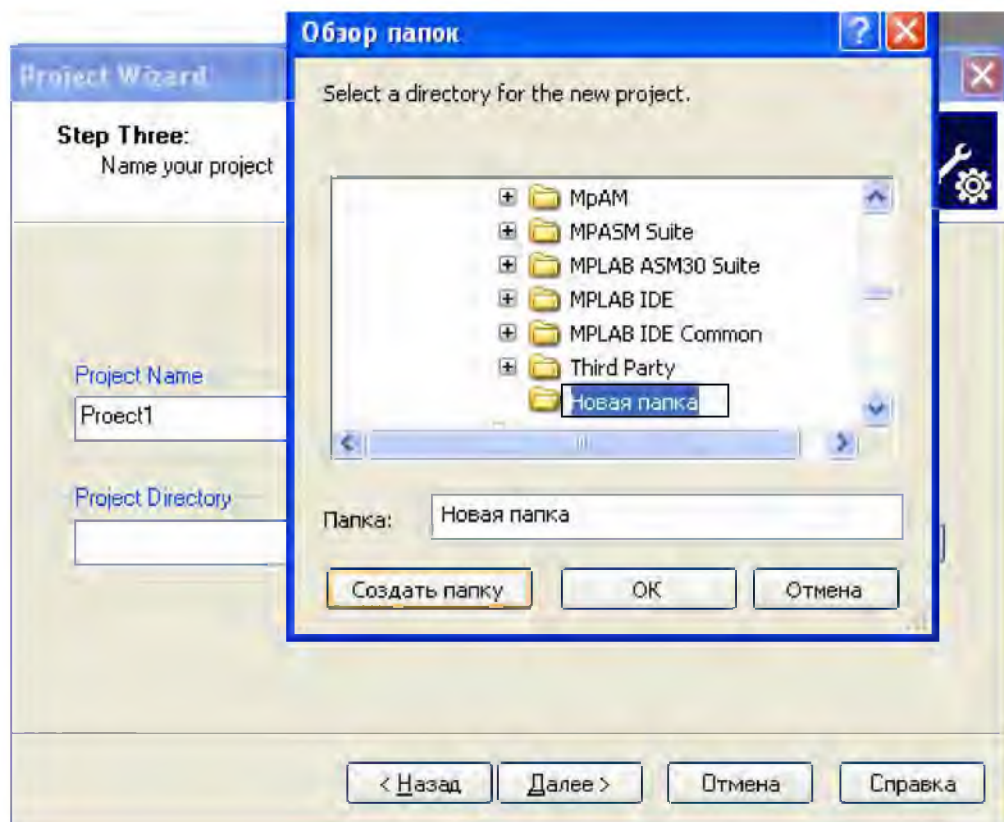 Обзор папок
Project Wizard
Select a directory for the new project.
Step Three:
Name your project
MpAM
MPASM Suite
MPLAB ASM30 Suite
MPLAB IDE
MPLAB IDE Common
Third Party
Новая папка
Project Name
Proect1
Project Directory
Папка: Новая папка
Создать папку ОК Отмена
< Назад Далее > Отмена Справка